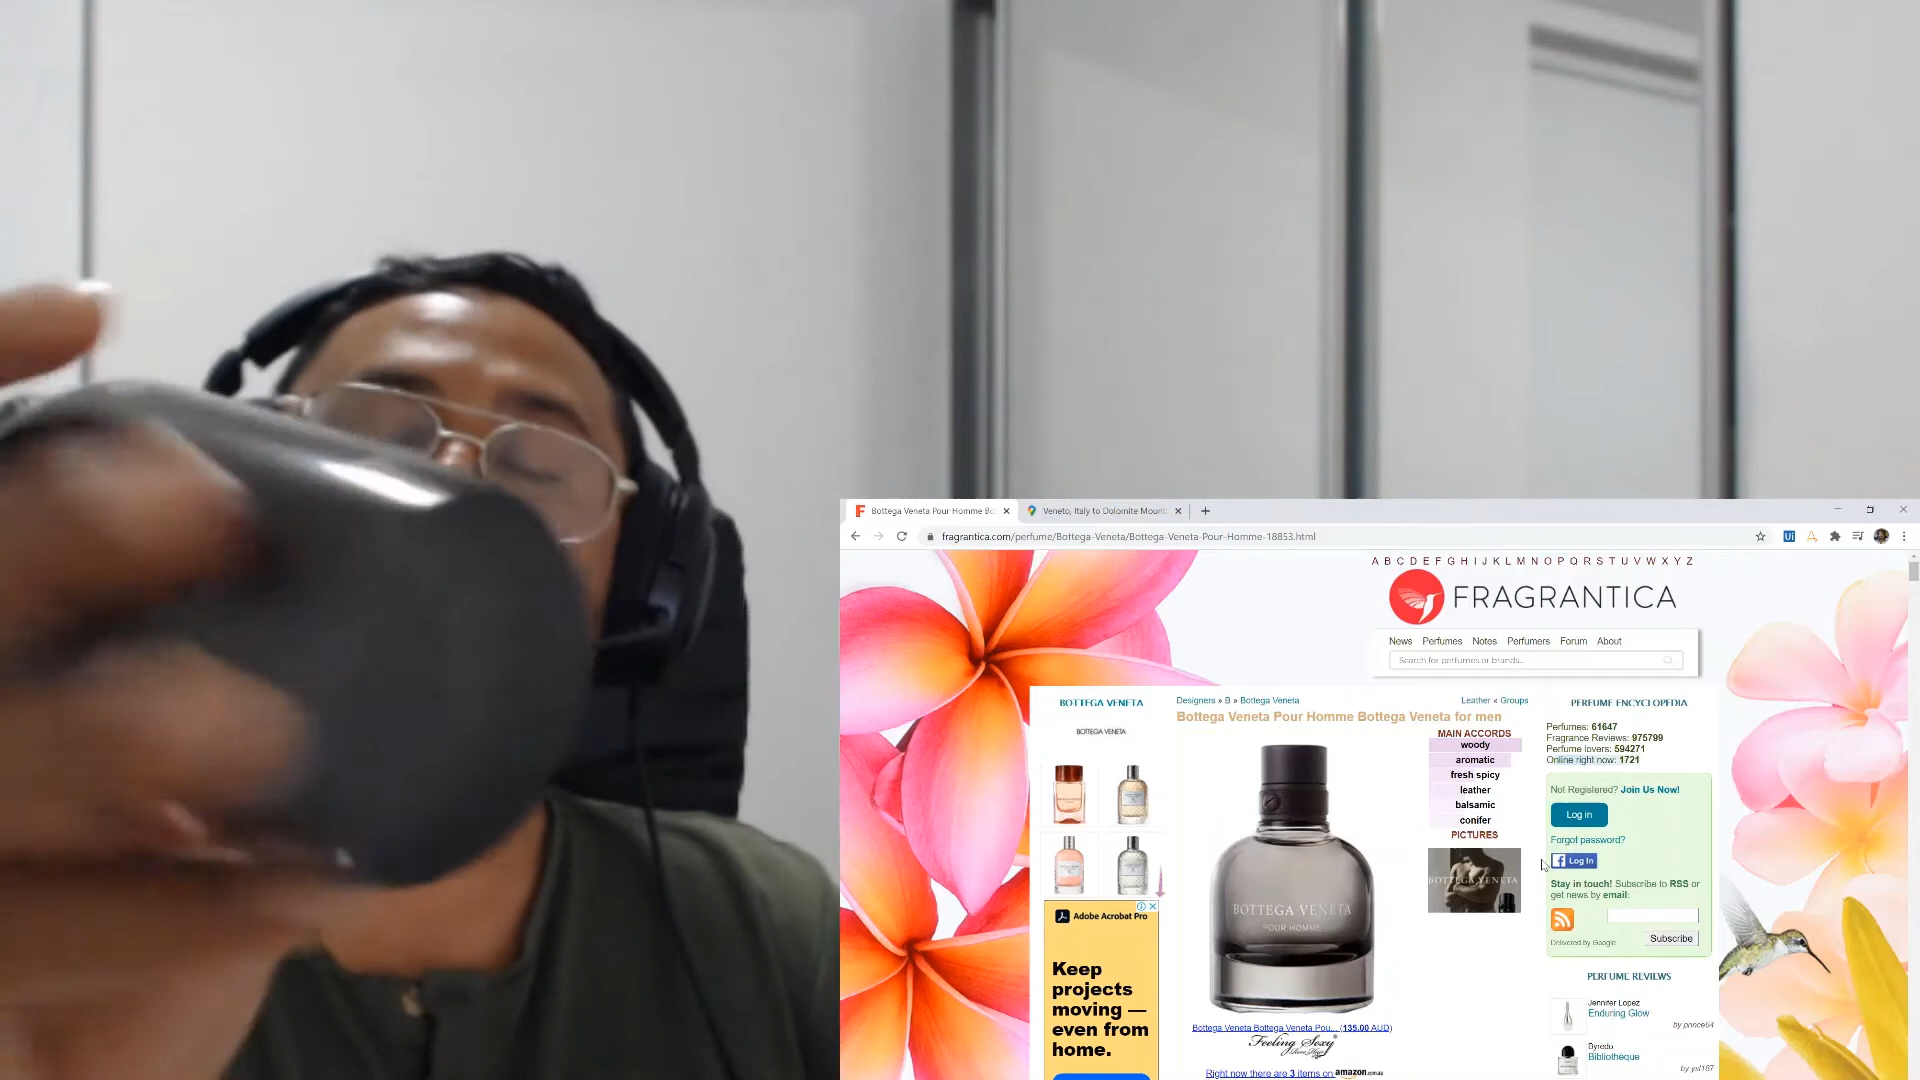 Bottega Veneta Pour Homme Bo
Veneto, Italy to Dolomite Mount
fragrantica.com/perfume/Bottega-Veneta/Bottega-Veneta-Pour-Homme-18853.html
A B C D E F G H I J K L M N O P Q R S T U V W X Y Z
FRAGRANTICA
News Perfumes Notes Perfumers Forum About
Search for perfumes or brands...
BOTTEGA VENETA
BOTTEGA VENETA
Adobe Acrobat Pro
Keep
projects
moving —
even from
home.
Designers » B » Bottega Veneta
Leather « Groups
Bottega Veneta Pour Homme Bottega Veneta for men
BOTTEGA VENETA
POUR HOMME
Bottega Veneta Bottega Veneta Pou... (135.00 AUD)
Feeling Sexy
Right now there are 3 items on amazon.com.au
MAIN ACCORDS
woody
aromatic
fresh spicy
leather
balsamic
conifer
PICTURES
BOTTEGA VENETA
PERFUME ENCYCLOPEDIA
Perfumes: 61647
Fragrance Reviews: 975799
Perfume lovers: 594271
Online right now: 1721
Not Registered? Join Us Now!
Log in
Forgot password?
Log In
Stay in touch! Subscribe to RSS or
get news by email:
Delivered by Google
Subscribe
PERFUME REVIEWS
Jennifer Lopez
Enduring Glow
by prince64
Byredo
Bibliothèque
by ysl187